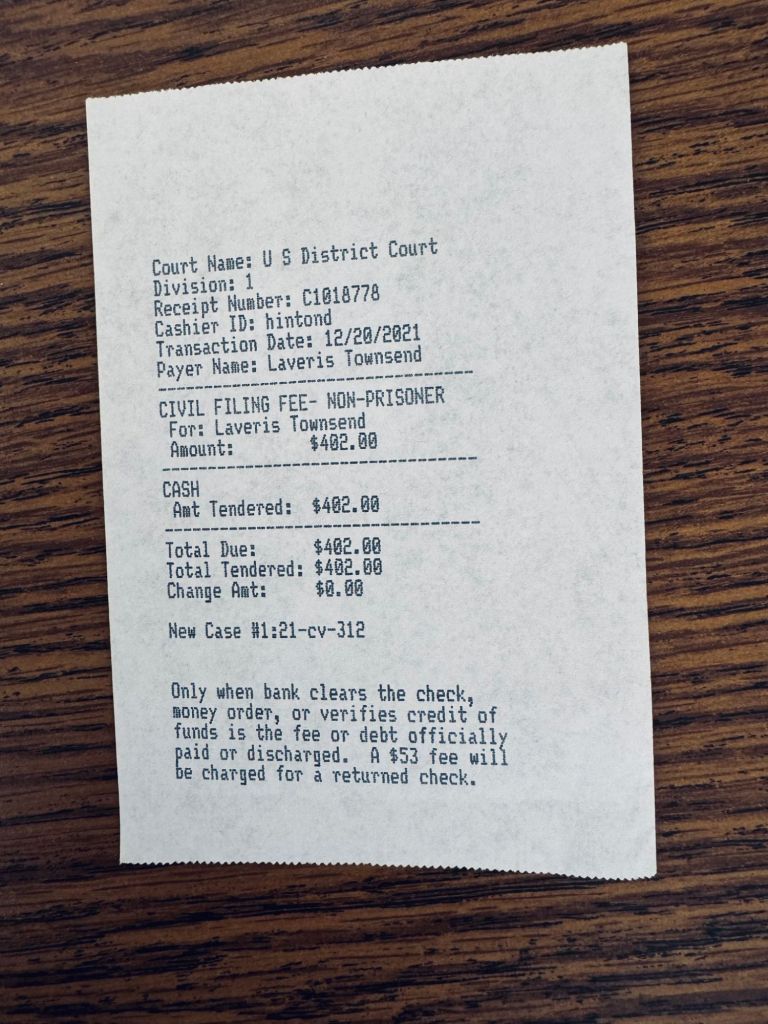 Court Name: U S District Court
Division: 1
Receipt Number: C1018778
Cashier ID: hintond
Transaction Date: 12/20/2021
Payer Name: Laveris Townsend
----------------------------------
CIVIL FILING FEE- NON-PRISONER
For: Laveris Townsend
Amount: $402.00
----------------------------------
CASH
Amt Tendered: $402.00
----------------------------------
Total Due: $402.00
Total Tendered: $402.00
Change Amt: $0.00
New Case #1:21-cv-312
Only when bank clears the check,
money order, or verifies credit of
funds is the fee or debt officially
paid or discharged. A $53 fee will
be charged for a returned check.